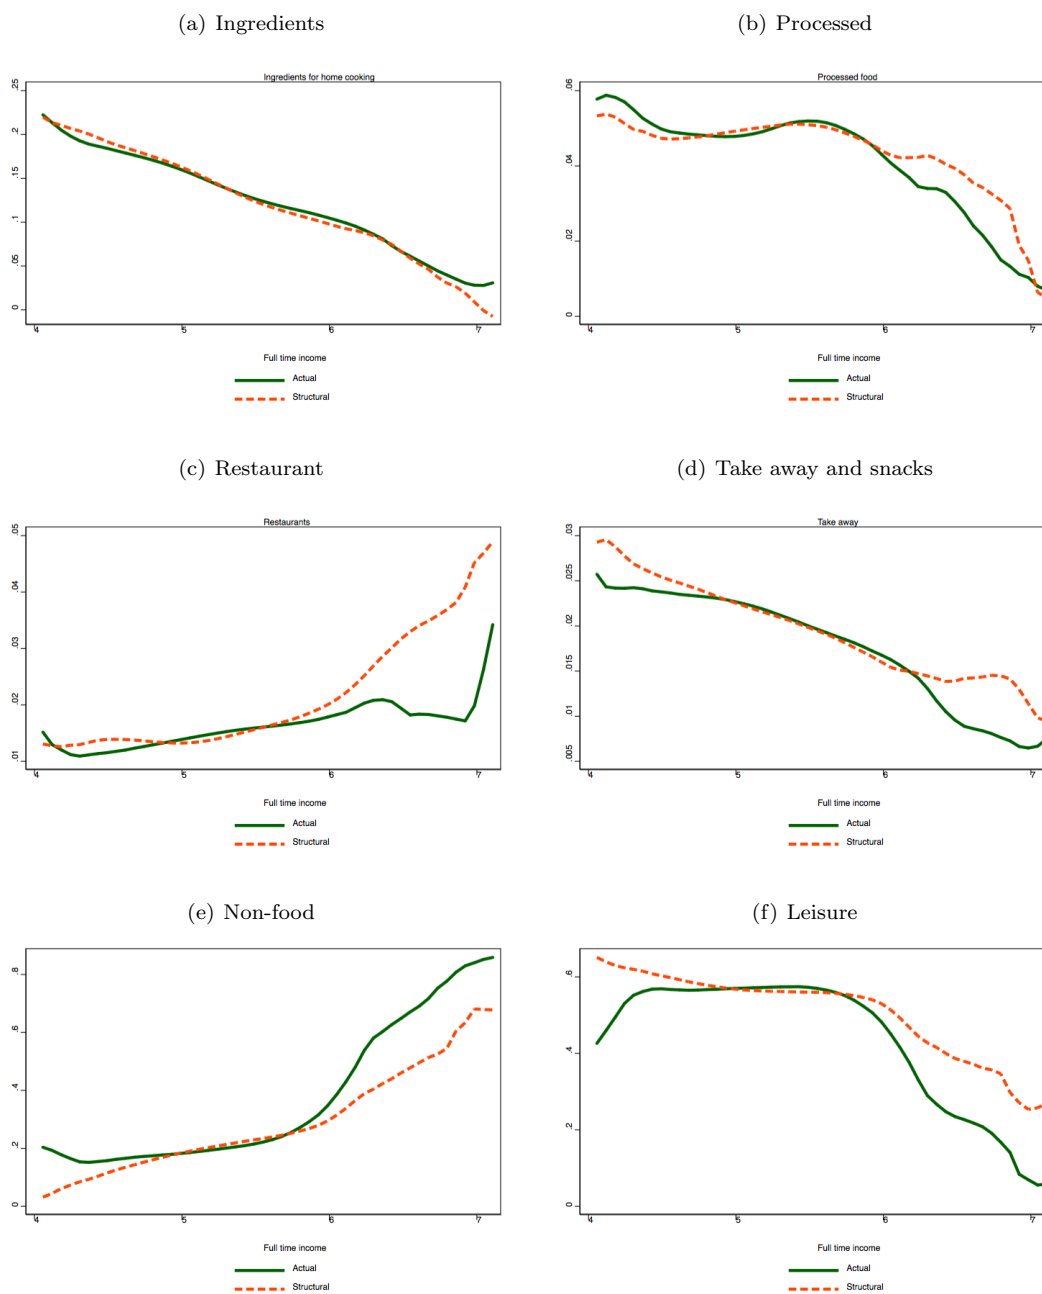 (a) Ingredients
Ingredients for home cooking
.25
.2
.15
.1
.05
0
4 5 6 7
Full time income
Actual
Structural
(b) Processed
Processed food
.06
.04
.02
0
4 5 6 7
Full time income
Actual
Structural
(c) Restaurant
Restaurants
.05
.04
.03
.02
.01
4 5 6 7
Full time income
Actual
Structural
(d) Take away and snacks
Take away
.03
.025
.02
.015
.01
.005
4 5 6 7
Full time income
Actual
Structural
(e) Non-food
.8
.6
.4
.2
0
4 5 6 7
Full time income
Actual
Structural
(f) Leisure
.6
.4
.2
0
4 5 6 7
Full time income
Actual
Structural